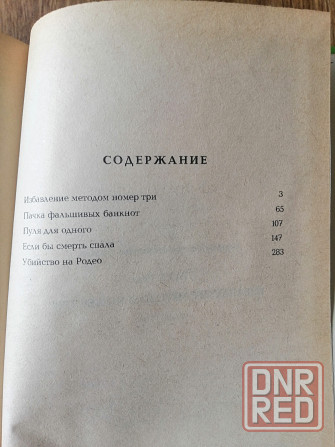 СОДЕРЖАНИЕ
Избавление методом номер три 3
Пачка фальшивых банкнот 65
Пуля для одного 107
Если бы смерть спала 147
Убийство на Родео 283
DNR
RED